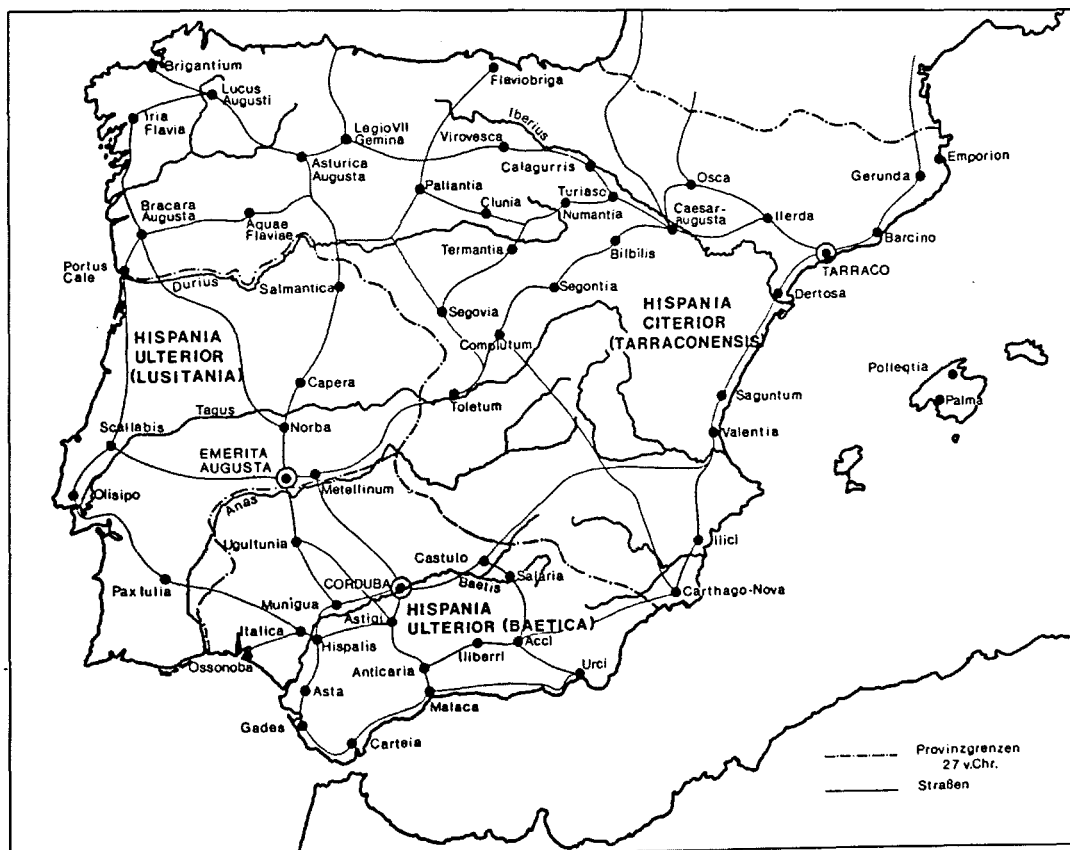 Brigantium
Flaviobriga
Lucus
Augusti
Iria
Flavia
LegioVII
Gemina
Virovesca
Iberius
Calagurris
Emporion
Asturica
Augusta
Osca
Gerunda
Pallantia
Turiaso
Clunia
Numantia
Caesar-
augusta
Ilerda
Bracara
Augusta
Aquae
Flaviae
Barcino
Termantia
Bilbilis
TARRACO
Portus
Cale
Durius
Salmantica
Segontia
Dertosa
Segovia
HISPANIA
CITERIOR
(TARRACONENSIS)
HISPANIA
ULTERIOR
(LUSITANIA)
Complutum
Capera
Polleqtia
Tagus
Toletum
Saguntum
Palma
Scallabis
Norba
Valentia
EMERITA
AUGUSTA
Metellinum
Olisipo
Anas
Ugultunia
Castulo
Ilici
Baetis
Salaria
Pax Iulia
CORDUBA
Carthago-Nova
Munigua
HISPANIA
ULTERIOR (BAETICA)
Astigi
Italica
Hispalis
Acci
Iliberri
Ossonoba
Anticaria
Urci
Asta
Malaca
Gades
Carteia
Provinzgrenzen
27 v.Chr.
Straßen